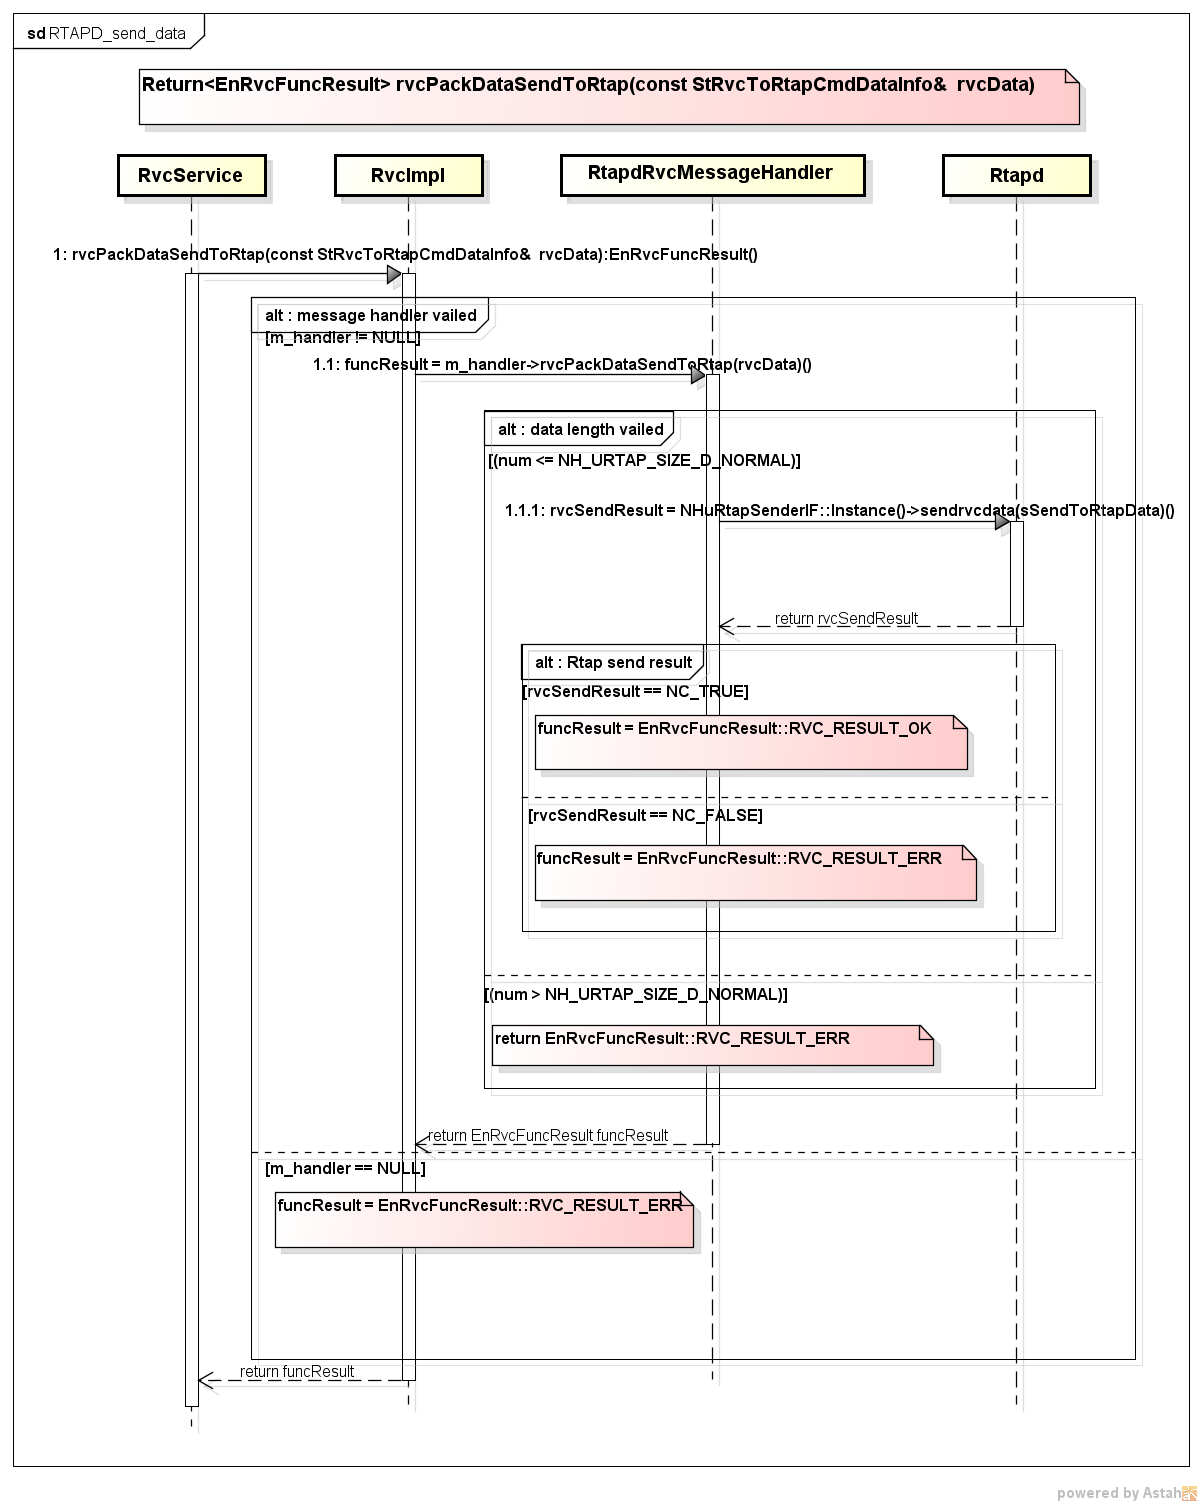 sd RTAPD_send_data
Return<EnRvcFuncResult> rvcPackDataSendToRtap(const StRvcToRtapCmdDataInfo& rvcData)
RvcService
RvcImpl
RtapdRvcMessageHandler
Rtapd
1: rvcPackDataSendToRtap(const StRvcToRtapCmdDataInfo& rvcData):EnRvcFuncResult()
alt : message handler vailed
[m_handler != NULL]
1.1: funcResult = m_handler->rvcPackDataSendToRtap(rvcData)()
alt : data length vailed
[(num <= NH_URTAP_SIZE_D_NORMAL)]
1.1.1: rvcSendResult = NHuRtapSenderIF::Instance()->sendrvcdata(sSendToRtapData)()
return rvcSendResult
alt : Rtap send result
[rvcSendResult == NC_TRUE]
funcResult = EnRvcFuncResult::RVC_RESULT_OK
[rvcSendResult == NC_FALSE]
funcResult = EnRvcFuncResult::RVC_RESULT_ERR
[(num > NH_URTAP_SIZE_D_NORMAL)]
return EnRvcFuncResult::RVC_RESULT_ERR
return EnRvcFuncResult funcResult
[m_handler == NULL]
funcResult = EnRvcFuncResult::RVC_RESULT_ERR
return funcResult
powered by Astah